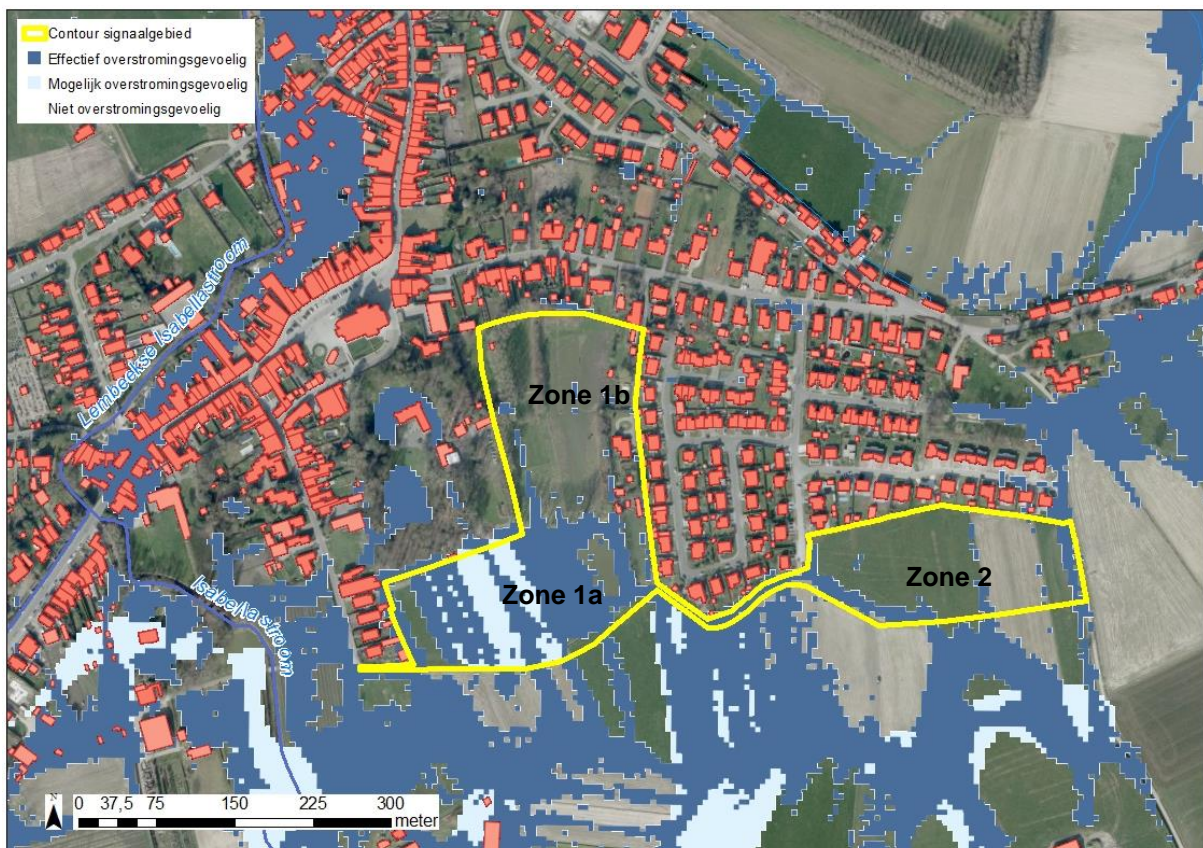 Contour signaalgebied
Effectief overstromingsgevoelig
Mogelijk overstromingsgevoelig
Niet overstromingsgevoelig
Lembeekse Isabellastroom
Zone 1b
Zone 1a
Zone 2
Isabellastroom
N
0 37,5 75 150 225 300
meter